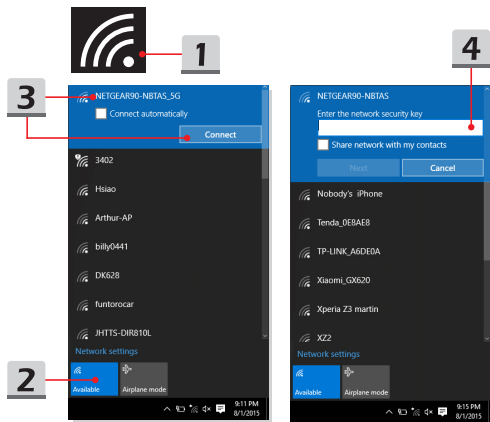 1
3
NETGEAR90-NBTAS_5G
Connect automatically
Connect
3402
Hsiao
Arthur-AP
billy0441
DK628
funtorocar
JHTTS-DIR810L
Network settings
2
Available
Airplane mode
9:11 PM
8/1/2015
4
NETGEAR90-NBTAS
Enter the network security key
Share network with my contacts
Next
Cancel
Nobody's iPhone
Tenda_0E8AE8
TP-LINK_A6DE0A
Xiaomi_GX620
Xperia Z3 martin
XZ2
Network settings
Available
Airplane mode
9:15 PM
8/1/2015